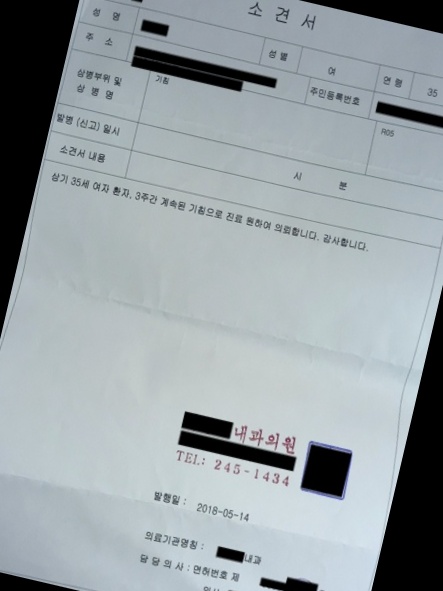 소 견 서
성 명
성 별 여 연 령 35
주 소
주민등록번호
상병부위 및
상 병 명
기침
R05
발병 (신고) 일시
시 분
소견서 내용
상기 35세 여자 환자, 3주간 계속된 기침으로 진료 원하여 의뢰합니다. 감사합니다.
내과의원
TEL: 245-1434
발행일 : 2018-05-14
의료기관명칭 : 내과
담 당 의 사 : 면허번호 제